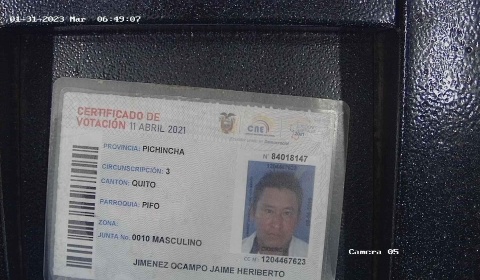 01-31-2023 Mar 06:49:07
CERTIFICADO DE
VOTACIÓN 11 ABRIL 2021
CNE
PROVINCIA: PICHINCHA
CIRCUNSCRIPCIÓN: 3
CANTÓN: QUITO
PARROQUIA: PIFO
ZONA:
JUNTA No. 0010 MASCULINO
N° 84018147
CC N°: 1204467623
JIMENEZ OCAMPO JAIME HERIBERTO
Camera 05